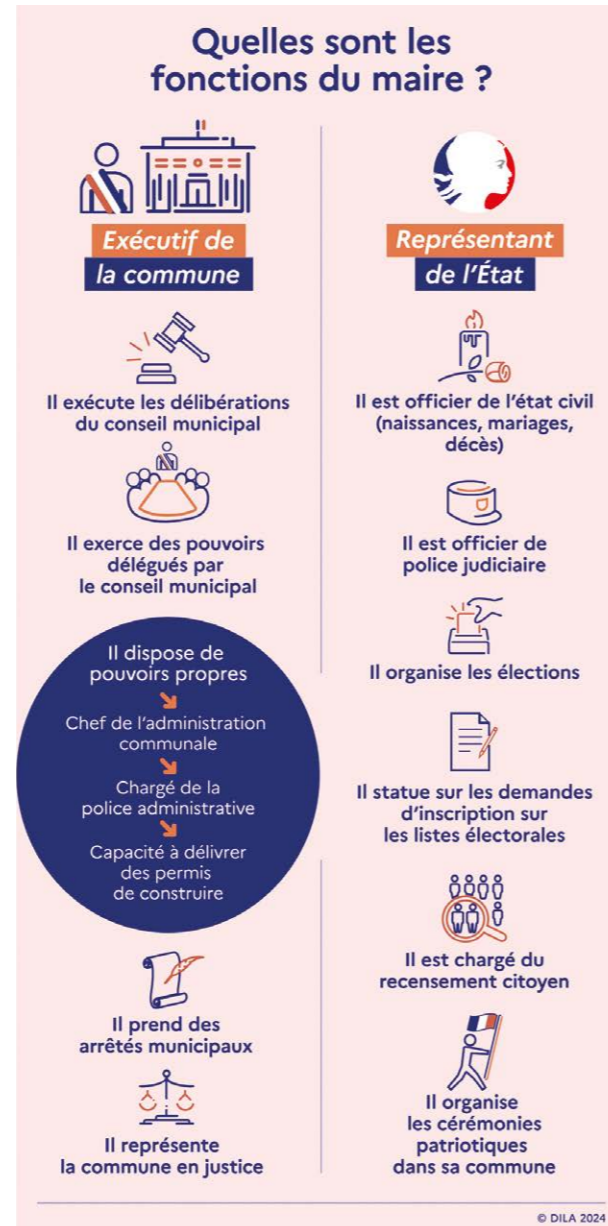 Quelles sont les
fonctions du maire ?
Exécutif de
la commune
Il exécute les délibérations
du conseil municipal
Il exerce des pouvoirs
délégués par
le conseil municipal
Il dispose de
pouvoirs propres
Chef de l'administration
communale
Chargé de la
police administrative
Capacité à délivrer
des permis
de construire
Il prend des
arrêtés municipaux
Il représente
la commune en justice
Représentant
de l'État
Il est officier de l'état civil
(naissances, mariages,
décès)
Il est officier de
police judiciaire
Il organise les élections
Il statue sur les demandes
d'inscription sur
les listes électorales
Il est chargé du
recensement citoyen
Il organise
les cérémonies
patriotiques
dans sa commune
© DILA 2024